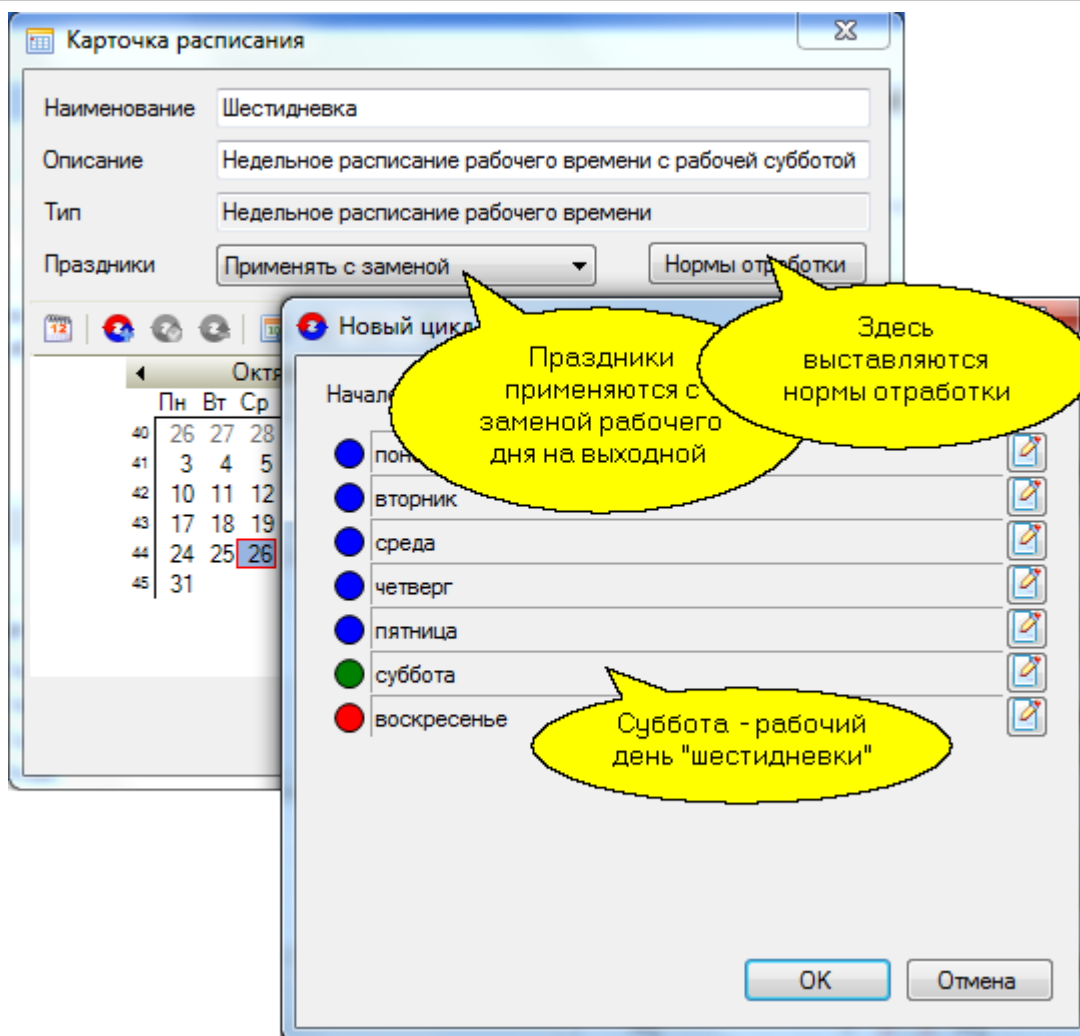 Карточка расписания
Наименование Шестидневка
Описание Недельное расписание рабочего времени с рабочей субботой
Тип Недельное расписание рабочего времени
Праздники Применять с заменой Нормы отработки
12
Новый цикл
Праздники
применяются с
заменой рабочего
дня на выходной
Здесь
выставляются
нормы отработки
Пн Вт Ср
40 26 27 28
41 3 4 5
42 10 11 12
43 17 18 19
44 24 25 26
45 31
вторник
среда
четверг
пятница
суббота
воскресенье
Суббота - рабочий
день "шестидневки"
OK Отмена